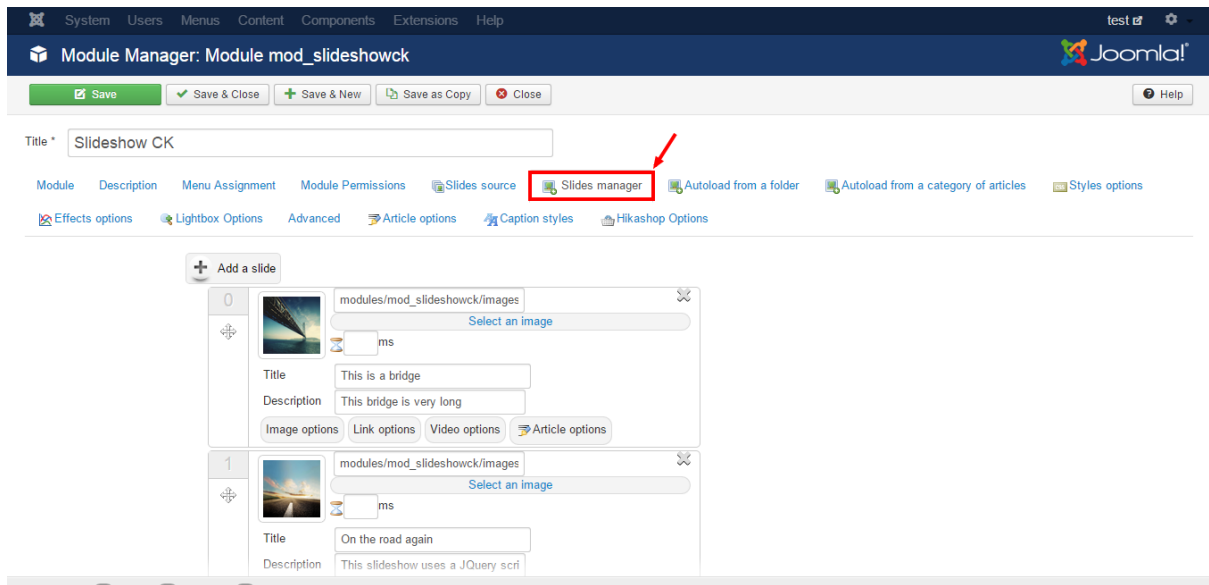 System Users Menus Content Components Extensions Help test
Module Manager: Module mod_slideshowck Joomla!
Save Save & Close Save & New Save as Copy Close Help
Title * Slideshow CK
Module Description Menu Assignment Module Permissions Slides source Slides manager Autoload from a folder Autoload from a category of articles Styles options
Effects options Lightbox Options Advanced Article options Caption styles Hikashop Options
Add a slide
0 modules/mod_slideshowck/images
Select an image
ms
Title This is a bridge
Description This bridge is very long
Image options Link options Video options Article options
1 modules/mod_slideshowck/images
Select an image
ms
Title On the road again
Description This slideshow uses a JQuery scri